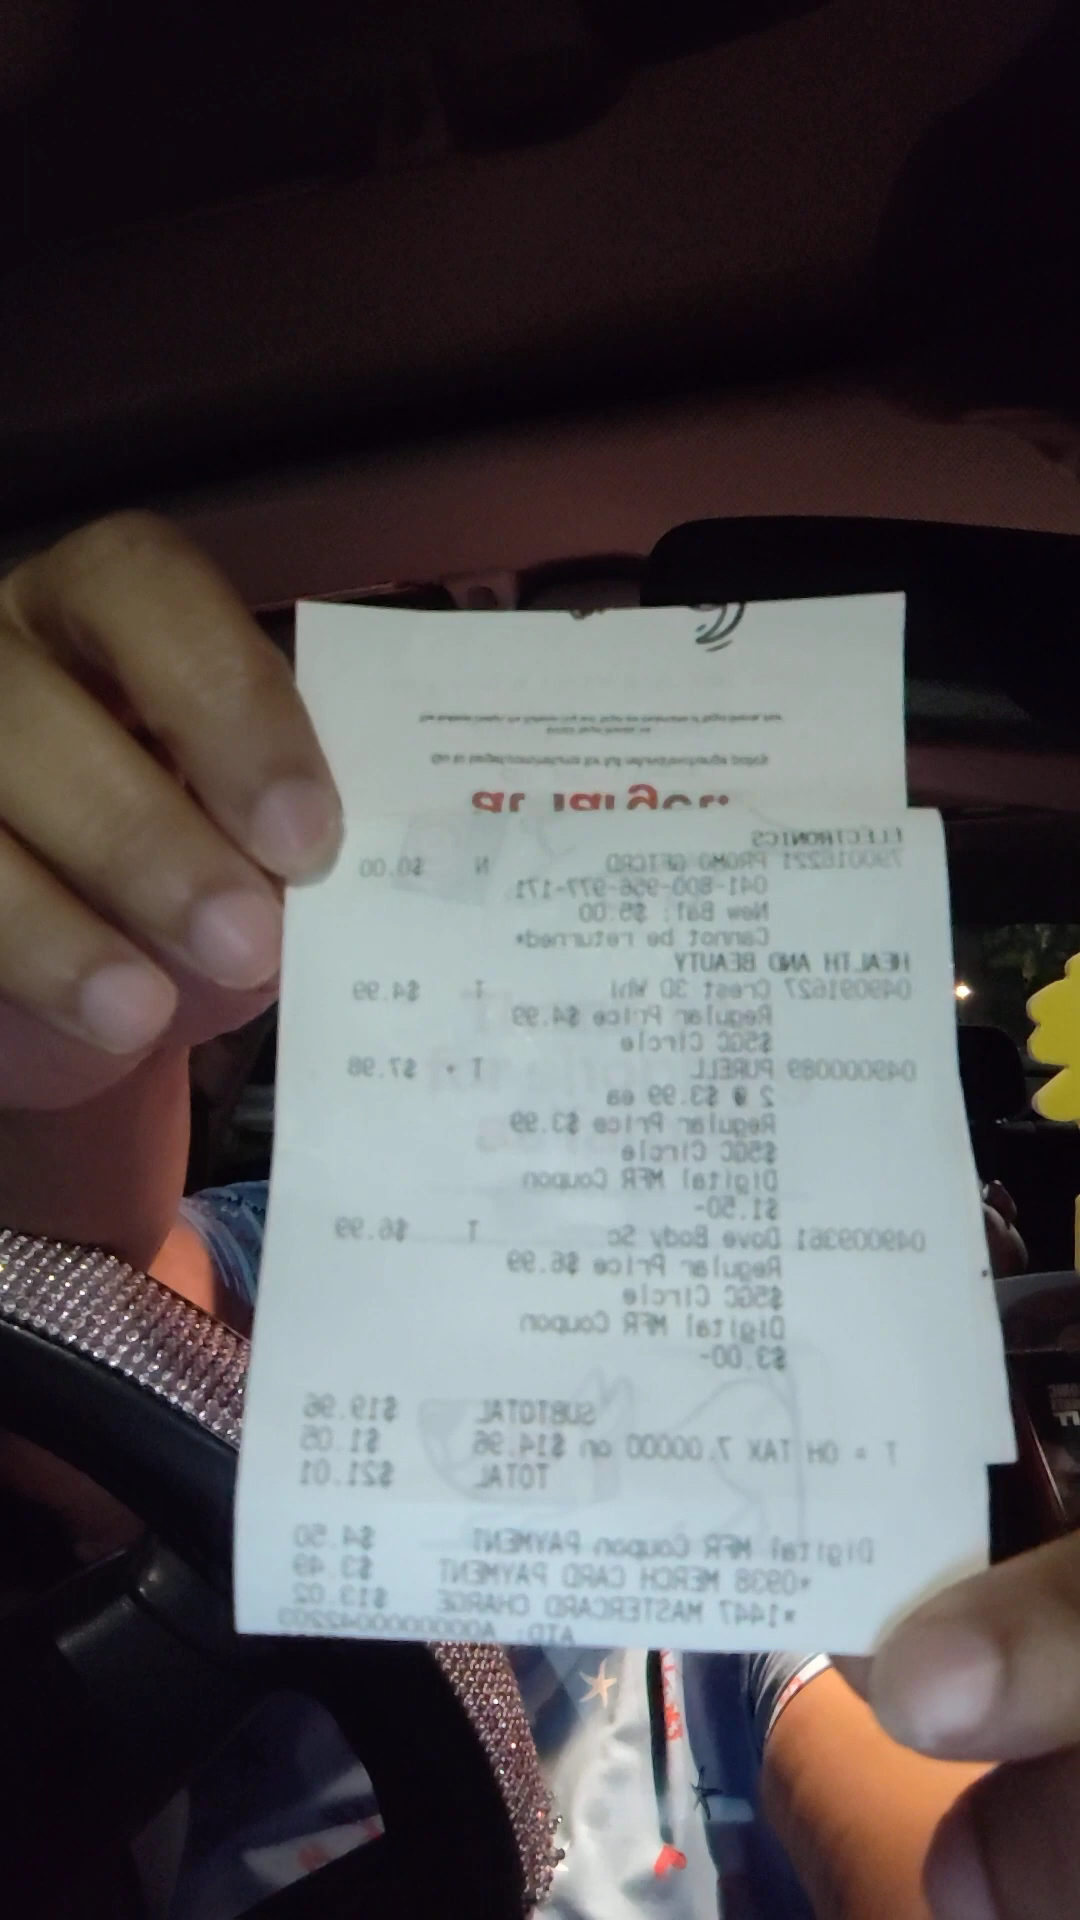 ELECTRONICS
790016221 PROMO GFTCRD N $0.00
041-800-956-977-171
New Bal: $5.00
Cannot be returned*
HEALTH AND BEAUTY
049091627 Crest 3D Whi T $4.99
Regular Price $4.99
$5GC Circle
049000089 PURELL T + $7.98
2 @ $3.99 ea
Regular Price $3.99
$5GC Circle
Digital MFR Coupon
$1.50-
049009361 Dove Body Sc T $6.99
Regular Price $6.99
$5GC Circle
Digital MFR Coupon
$3.00-
SUBTOTAL $19.96
T = OH TAX 7.00000 on $14.96 $1.05
TOTAL $21.01
Digital MFR Coupon PAYMENT $4.50
*0938 MERCH CARD PAYMENT $3.49
*1447 MASTERCARD CHARGE $13.02
AID: A0000000042203